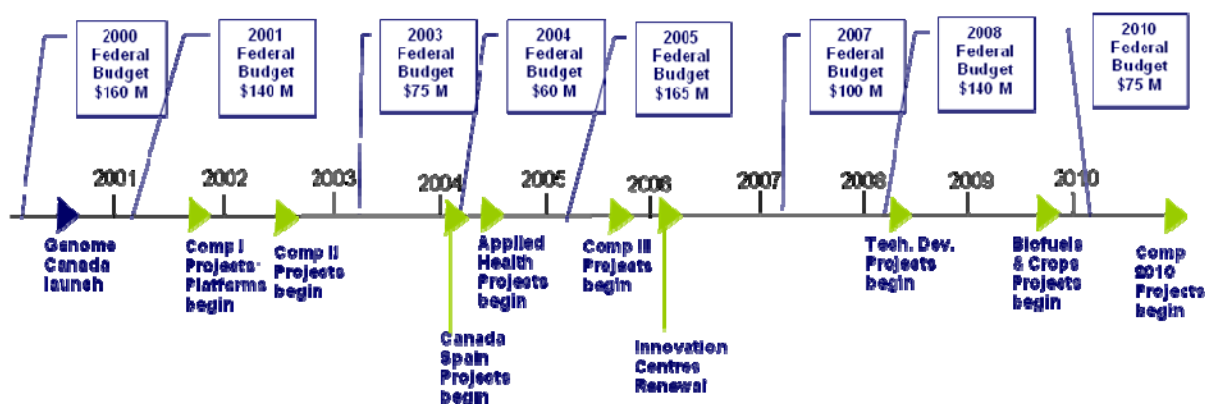 2000
Federal
Budget
$160 M
2001
Federal
Budget
$140 M
2003
Federal
Budget
$75 M
2004
Federal
Budget
$60 M
2005
Federal
Budget
$165 M
2007
Federal
Budget
$100 M
2008
Federal
Budget
$140 M
2010
Federal
Budget
$75 M
2001
2002
2003
2004
2005
2006
2007
2008
2009
2010
Genome
Canada
launch
Comp I
Projects-
Platforms
begin
Comp II
Projects
begin
Canada
Spain
Projects
begin
Applied
Health
Projects
begin
Comp III
Projects
begin
Innovation
Centres
Renewal
Tech. Dev.
Projects
begin
Biofuels
& Crops
Projects
begin
Comp
2010
Projects
begin